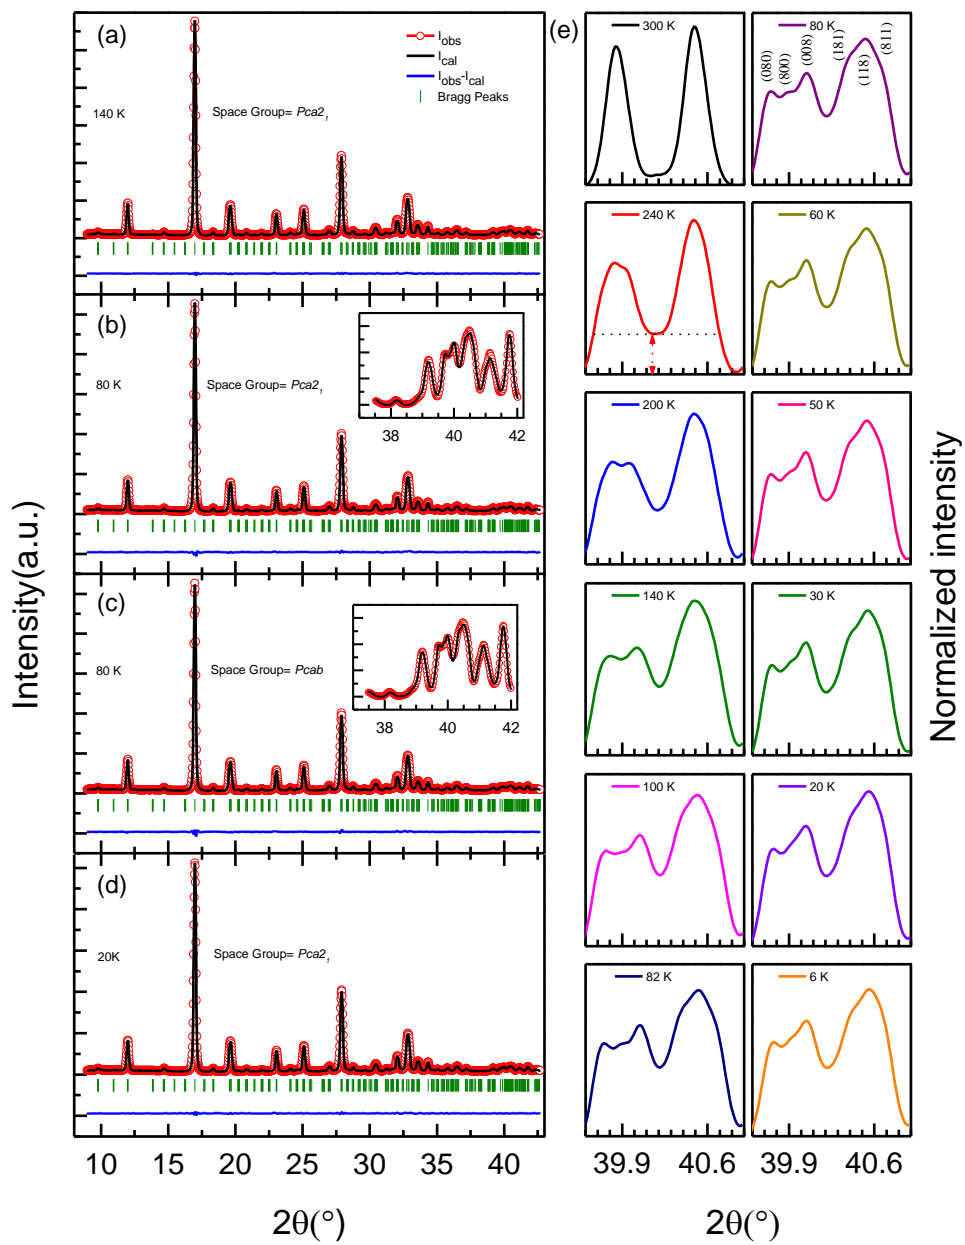 (a)
I_obs
I_cal
I_obs-I_cal
Bragg Peaks
140 K
Space Group= Pca2_1
(b)
80 K
Space Group= Pca2_1
38 40 42
(c)
80 K
Space Group= Pcab
38 40 42
(d)
20K
Space Group= Pca2_1
10 15 20 25 30 35 40
2θ(°)
Intensity(a.u.)
(e)
300 K
80 K
(080)
(800)
(008)
(181)
(118)
(811)
240 K
60 K
200 K
50 K
140 K
30 K
100 K
20 K
82 K
6 K
39.9 40.6 39.9 40.6
2θ(°)
Normalized intensity